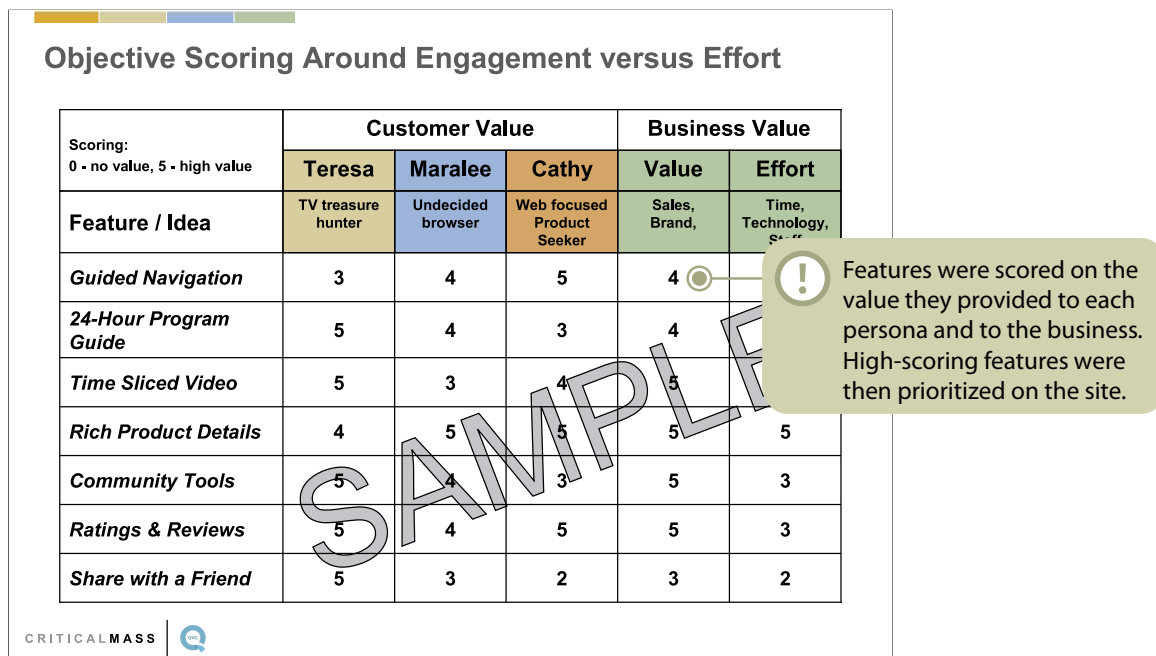 Objective Scoring Around Engagement versus Effort
Scoring:
0 - no value, 5 - high value
Customer Value
Business Value
Teresa
Maralee
Cathy
Value
Effort
Feature / Idea
TV treasure
hunter
Undecided
browser
Web focused
Product
Seeker
Sales,
Brand,
Time,
Technology,
Guided Navigation
3
4
5
4
24-Hour Program
Guide
5
4
3
4
Time Sliced Video
5
3
4
5
Rich Product Details
4
5
5
5
5
Community Tools
5
4
3
5
3
Ratings & Reviews
5
4
5
5
3
Share with a Friend
5
3
2
3
2
SAMPLE
!
Features were scored on the
value they provided to each
persona and to the business.
High-scoring features were
then prioritized on the site.
CRITICALMASS
QVC